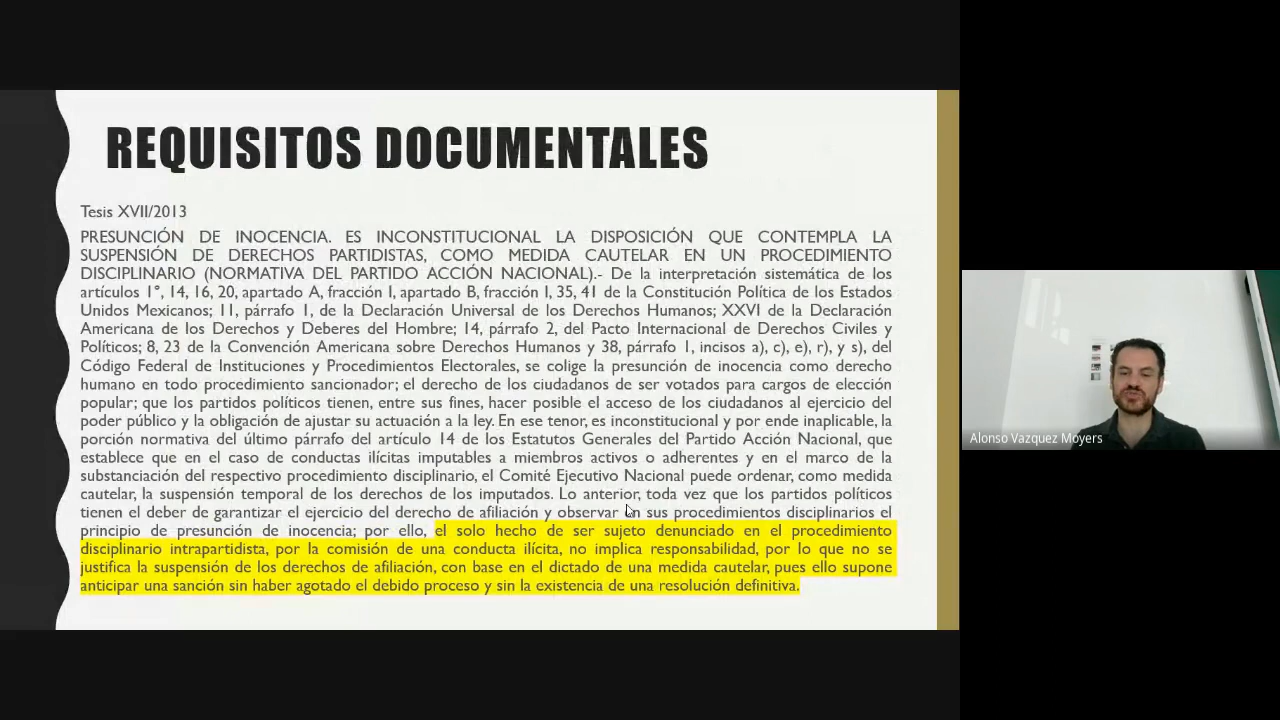 REQUISITOS DOCUMENTALES
Tesis XVII/2013
PRESUNCIÓN DE INOCENCIA. ES INCONSTITUCIONAL LA DISPOSICIÓN QUE CONTEMPLA LA
SUSPENSIÓN DE DERECHOS PARTIDISTAS, COMO MEDIDA CAUTELAR EN UN PROCEDIMIENTO
DISCIPLINARIO (NORMATIVA DEL PARTIDO ACCIÓN NACIONAL).- De la interpretación sistemática de los
artículos 1°, 14, 16, 20, apartado A, fracción I, apartado B, fracción I, 35, 41 de la Constitución Política de los Estados
Unidos Mexicanos; 11, párrafo 1, de la Declaración Universal de los Derechos Humanos; XXVI de la Declaración
Americana de los Derechos y Deberes del Hombre; 14, párrafo 2, del Pacto Internacional de Derechos Civiles y
Políticos; 8, 23 de la Convención Americana sobre Derechos Humanos y 38, párrafo 1, incisos a), c), e), r), y s), del
Código Federal de Instituciones y Procedimientos Electorales, se colige la presunción de inocencia como derecho
humano en todo procedimiento sancionador; el derecho de los ciudadanos de ser votados para cargos de elección
popular; que los partidos políticos tienen, entre sus fines, hacer posible el acceso de los ciudadanos al ejercicio del
poder público y la obligación de ajustar su actuación a la ley. En ese tenor, es inconstitucional y por ende inaplicable, la
porción normativa del último párrafo del artículo 14 de los Estatutos Generales del Partido Acción Nacional, que
establece que en el caso de conductas ilícitas imputables a miembros activos o adherentes y en el marco de la
substanciación del respectivo procedimiento disciplinario, el Comité Ejecutivo Nacional puede ordenar, como medida
cautelar, la suspensión temporal de los derechos de los imputados. Lo anterior, toda vez que los partidos políticos
tienen el deber de garantizar el ejercicio del derecho de afiliación y observar en sus procedimientos disciplinarios el
principio de presunción de inocencia; por ello, el solo hecho de ser sujeto denunciado en el procedimiento
disciplinario intrapartidista, por la comisión de una conducta ilícita, no implica responsabilidad, por lo que no se
justifica la suspensión de los derechos de afiliación, con base en el dictado de una medida cautelar, pues ello supone
anticipar una sanción sin haber agotado el debido proceso y sin la existencia de una resolución definitiva.
Alonso Vazquez Moyers